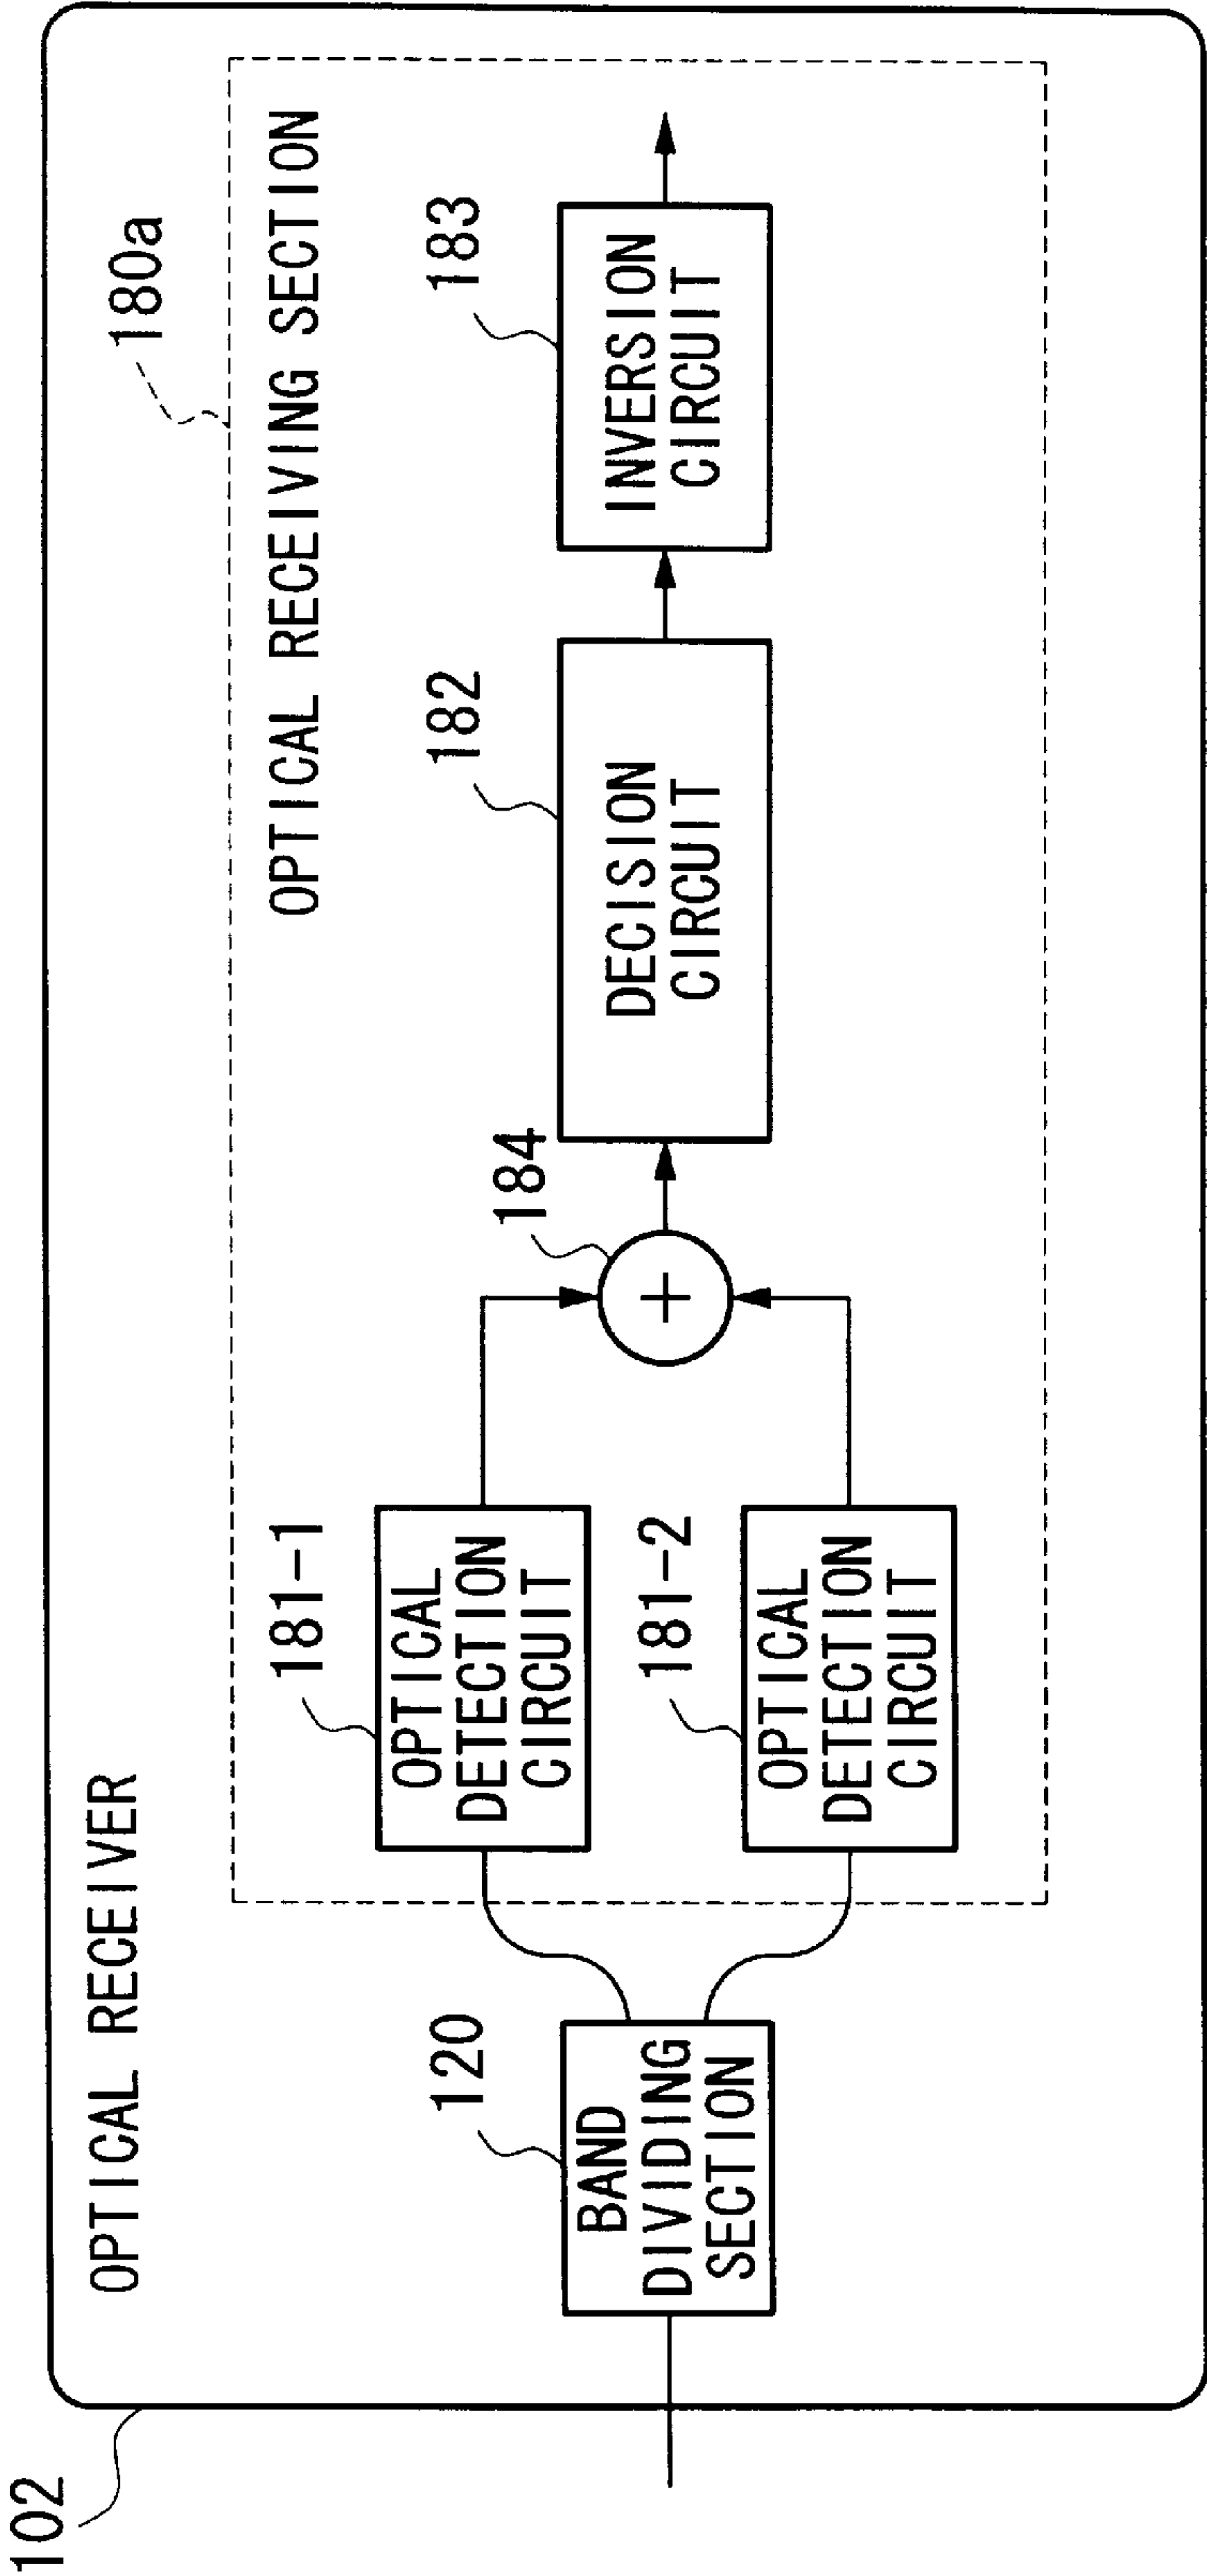 102
OPTICAL RECEIVER
180a
OPTICAL RECEIVING SECTION
120
BAND
DIVIDING
SECTION
181-1
OPTICAL
DETECTION
CIRCUIT
181-2
OPTICAL
DETECTION
CIRCUIT
184
+
182
DECISION
CIRCUIT
183
INVERSION
CIRCUIT